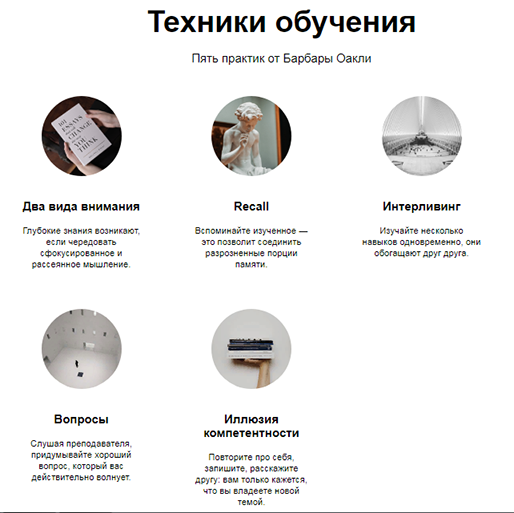 Техники обучения
Пять практик от Барбары Оакли
101
ESSAYS
THAT WILL
CHANGE
THE WAY
YOU
THINK
Два вида внимания
Глубокие знания возникают,
если чередовать
сфокусированное и
рассеянное мышление.
Recall
Вспоминайте изученное —
это позволит соединить
разрозненные порции
памяти.
Интерливинг
Изучайте несколько
навыков одновременно, они
обогащают друг друга.
Вопросы
Слушая преподавателя,
придумывайте хороший
вопрос, который вас
действительно волнует.
Иллюзия
компетентности
Повторите про себя,
запишите, расскажите
другу: вам только кажется,
что вы владеете новой
темой.